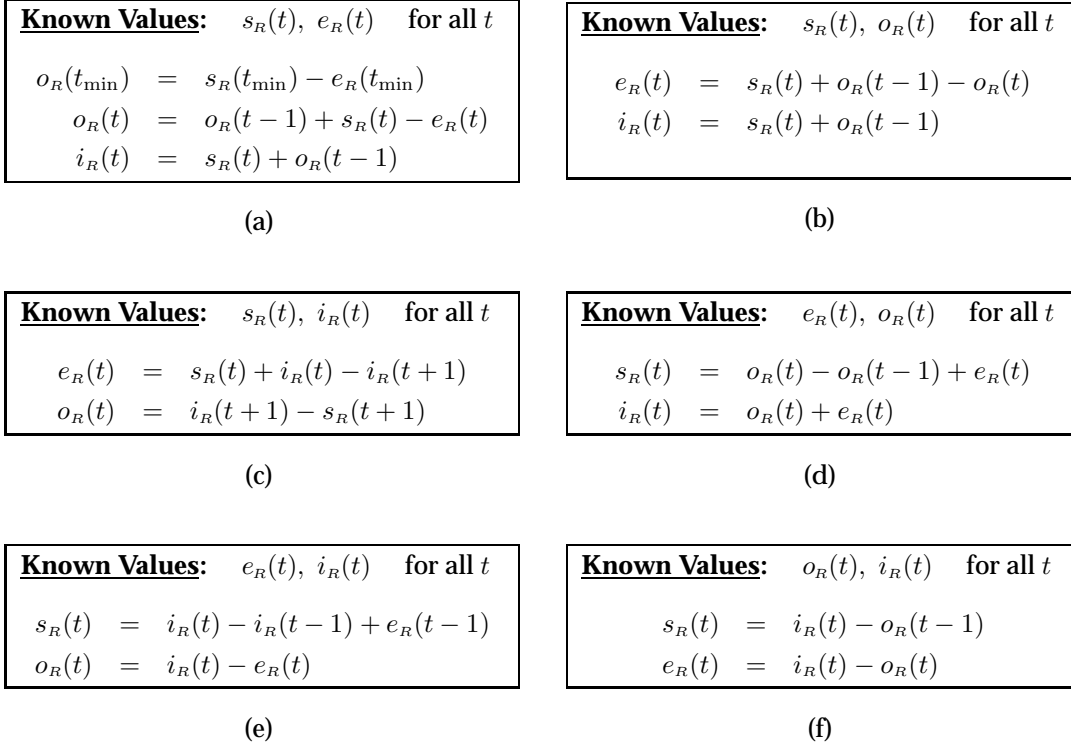 Known Values: s_R(t), e_R(t) for all t
o_R(t_min) = s_R(t_min) − e_R(t_min)
o_R(t) = o_R(t − 1) + s_R(t) − e_R(t)
i_R(t) = s_R(t) + o_R(t − 1)
(a)
Known Values: s_R(t), o_R(t) for all t
e_R(t) = s_R(t) + o_R(t − 1) − o_R(t)
i_R(t) = s_R(t) + o_R(t − 1)
(b)
Known Values: s_R(t), i_R(t) for all t
e_R(t) = s_R(t) + i_R(t) − i_R(t + 1)
o_R(t) = i_R(t + 1) − s_R(t + 1)
(c)
Known Values: e_R(t), o_R(t) for all t
s_R(t) = o_R(t) − o_R(t − 1) + e_R(t)
i_R(t) = o_R(t) + e_R(t)
(d)
Known Values: e_R(t), i_R(t) for all t
s_R(t) = i_R(t) − i_R(t − 1) + e_R(t − 1)
o_R(t) = i_R(t) − e_R(t)
(e)
Known Values: o_R(t), i_R(t) for all t
s_R(t) = i_R(t) − o_R(t − 1)
e_R(t) = i_R(t) − o_R(t)
(f)